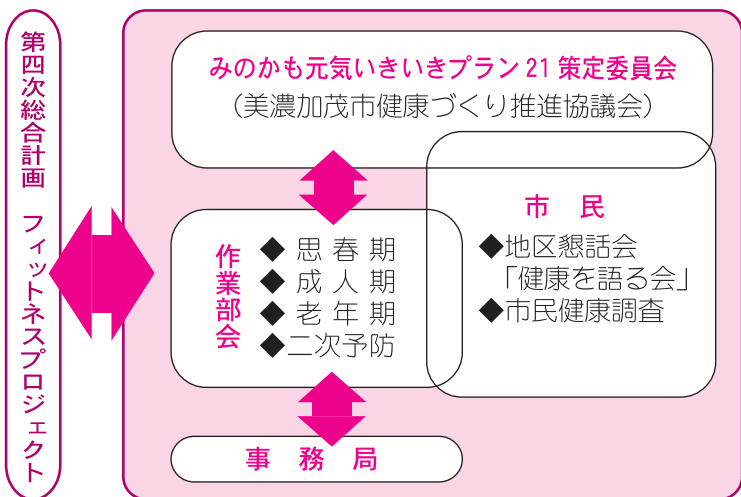 第四次総合計画 フィットネスプロジェクト
みのかも元気いきいきプラン21策定委員会
（美濃加茂市健康づくり推進協議会）
作業部会
◆ 思春期
◆ 成人期
◆ 老年期
◆二次予防
市 民
◆地区懇話会
「健康を語る会」
◆市民健康調査
事 務 局